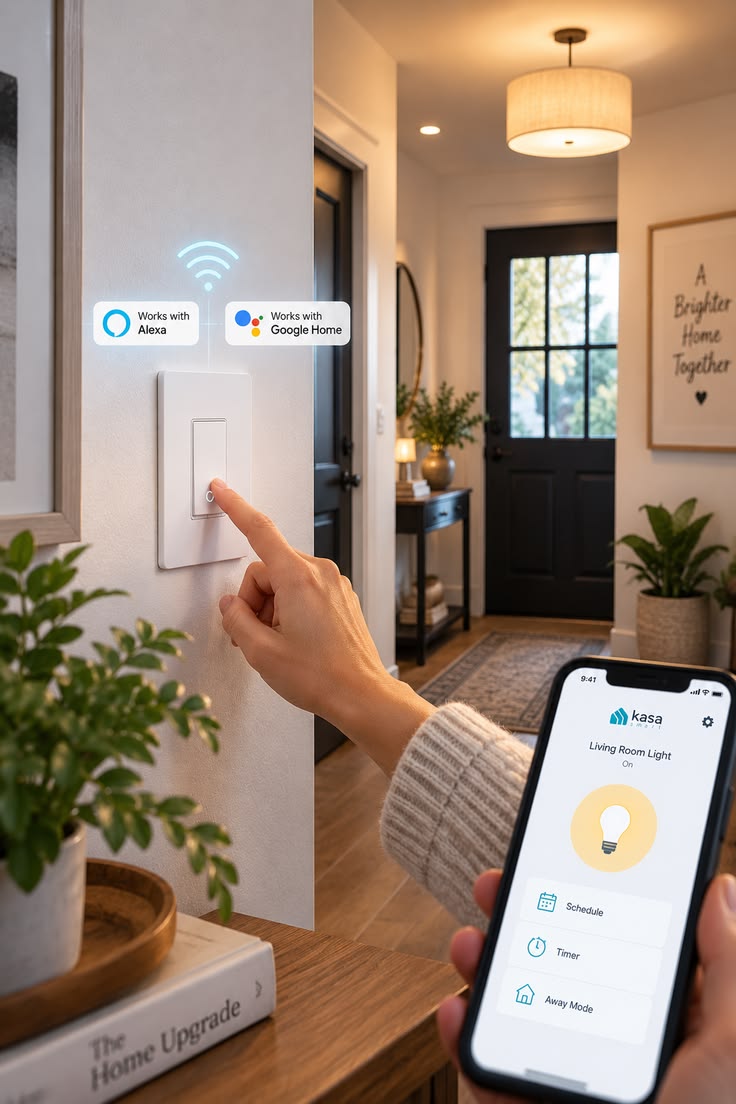 Works with
Alexa
Works with
Google Home
A
Brighter
Home
Together
9:41
kasa
smart
Living Room Light
On
Schedule
Timer
Away Mode
The
Home Upgrade